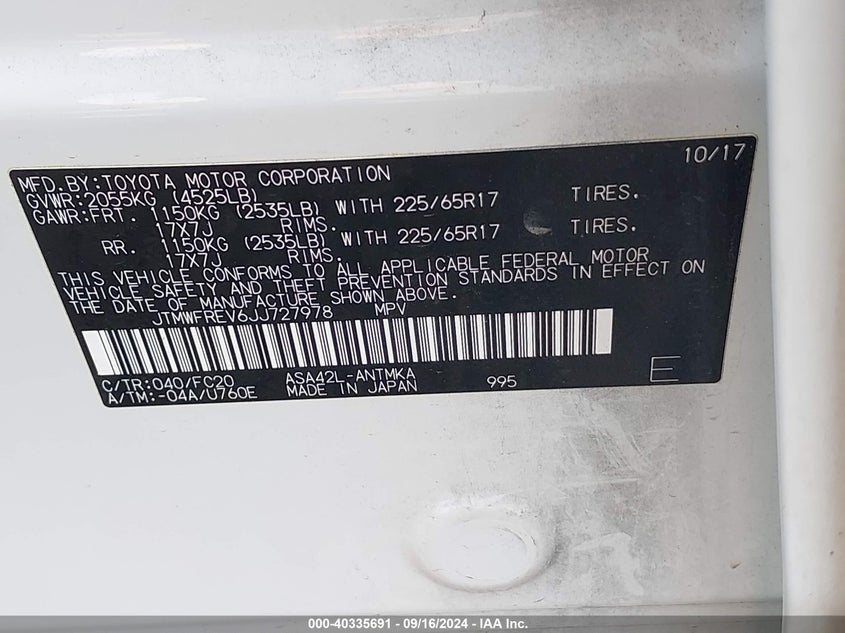 10/17
MFD.BY:TOYOTA MOTOR CORPORATION
GVWR:2055KG (4525LB)
GAWR:FRT. 1150KG (2535LB) WITH 225/65R17 TIRES.
17X7J RIMS.
RR. 1150KG (2535LB) WITH 225/65R17 TIRES.
17X7J RIMS.
THIS VEHICLE CONFORMS TO ALL APPLICABLE FEDERAL MOTOR
VEHICLE SAFETY AND THEFT PREVENTION STANDARDS IN EFFECT ON
THE DATE OF MANUFACTURE SHOWN ABOVE.
JTMWFREV6JJ727978 MPV
C/TR:040/FC20 ASA42L-ANTMKA 995 E
A/TM:-04A/U760E MADE IN JAPAN
000-40335691 - 09/16/2024 - IAA Inc.